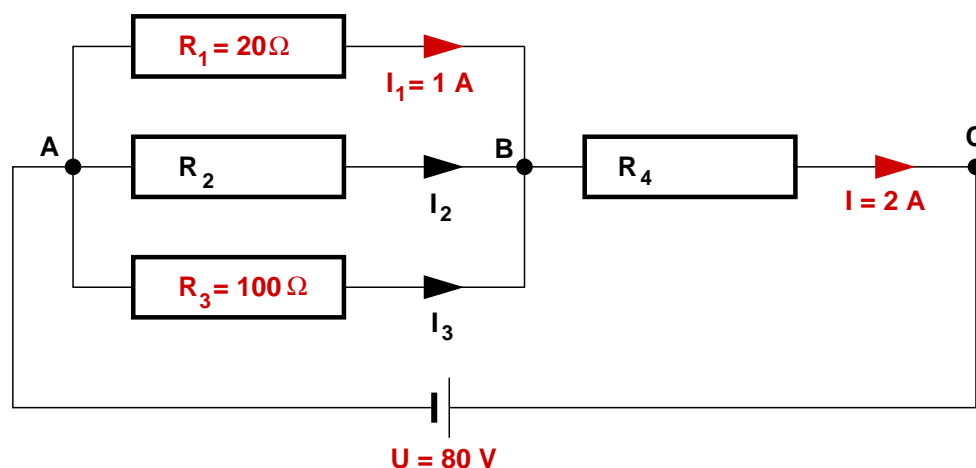 R1 = 20Ω
I1 = 1 A
A
B
C
R2
R4
I2
I = 2 A
R3 = 100 Ω
I3
U = 80 V